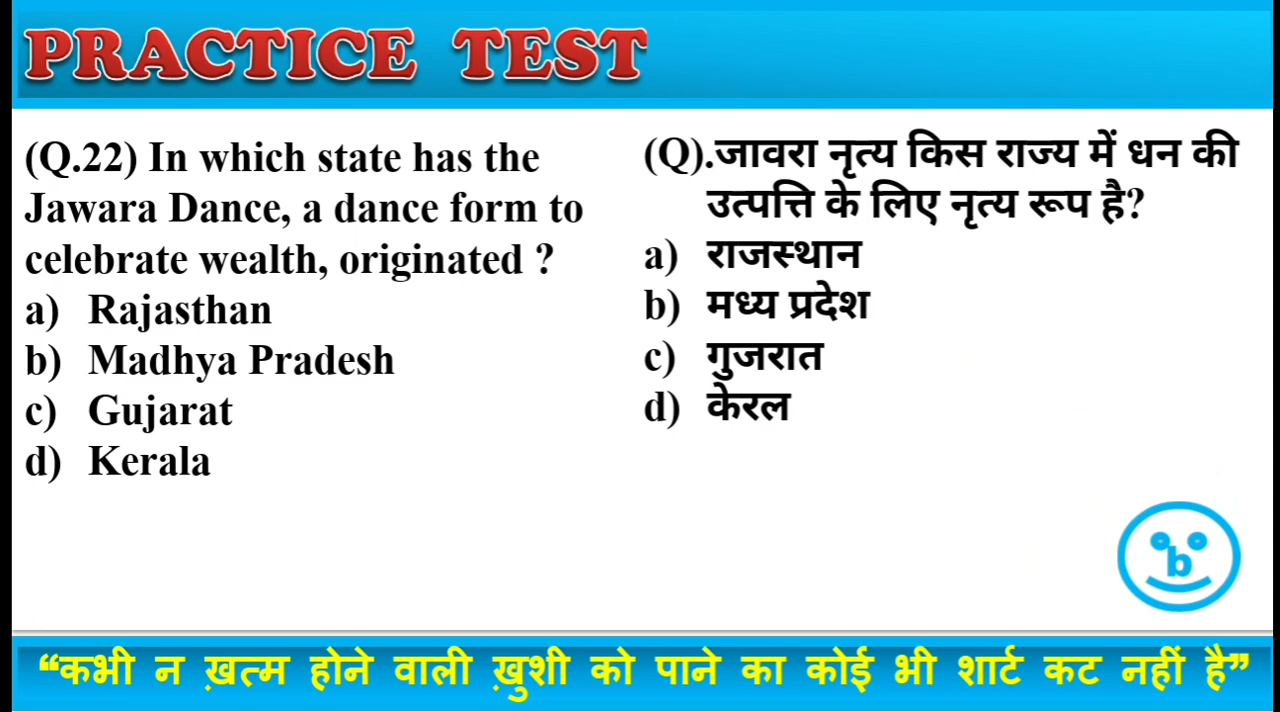 PRACTICE TEST
(Q.22) In which state has the
Jawara Dance, a dance form to
celebrate wealth, originated ?
a) Rajasthan
b) Madhya Pradesh
c) Gujarat
d) Kerala
(Q).जावरा नृत्य किस राज्य में धन की
उत्पत्ति के लिए नृत्य रूप है?
a) राजस्थान
b) मध्य प्रदेश
c) गुजरात
d) केरल
b
“कभी न ख़त्म होने वाली ख़ुशी को पाने का कोई भी शार्ट कट नहीं है”